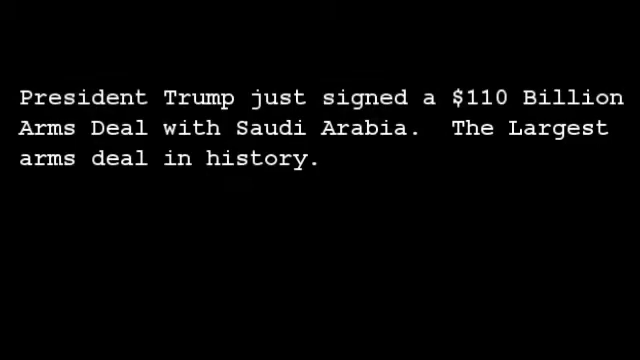 President Trump just signed a $110 Billion
Arms Deal with Saudi Arabia.  The Largest
arms deal in history.